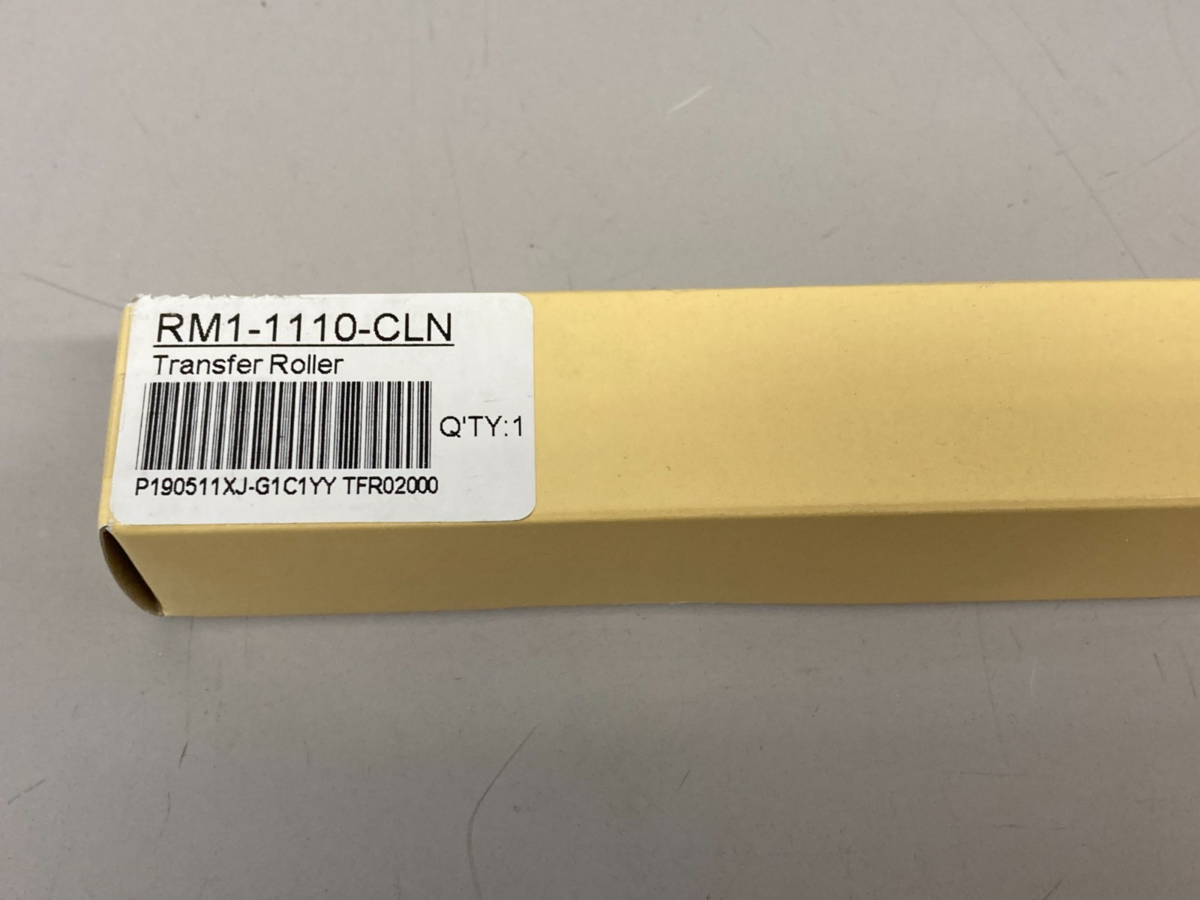 RM1-1110-CLN
Transfer Roller
Q'TY:1
P190511XJ-G1C1YY TFR02000